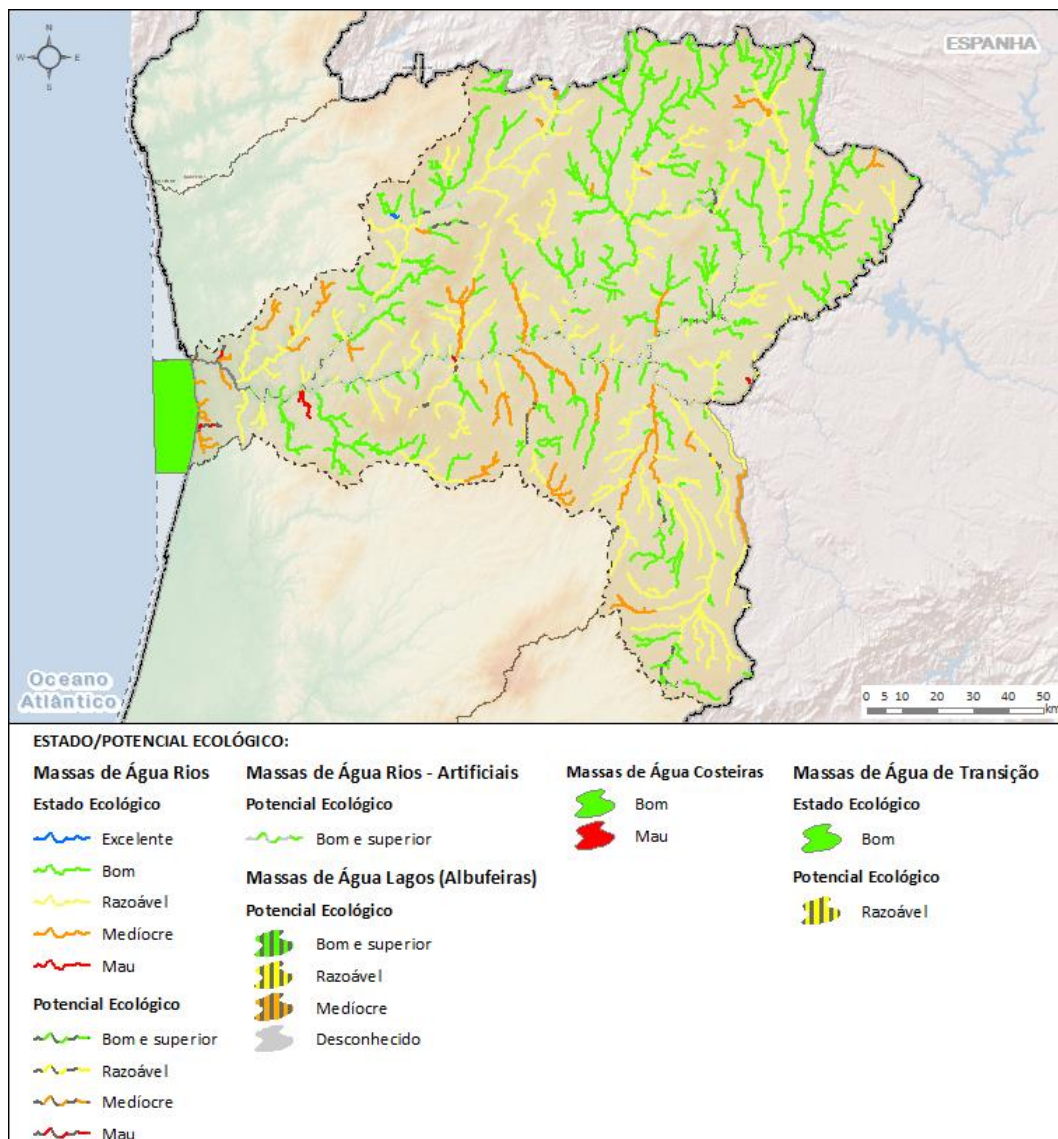 N
W E
S
ESPANHA
Oceano
Atlântico
0 5 10 20 30 40 50
km
ESTADO/POTENCIAL ECOLÓGICO:
Massas de Água Rios
Estado Ecológico
Excelente
Bom
Razoável
Medíocre
Mau
Potencial Ecológico
Bom e superior
Razoável
Medíocre
Mau
Massas de Água Rios - Artificiais
Potencial Ecológico
Bom e superior
Massas de Água Lagos (Albufeiras)
Potencial Ecológico
Bom e superior
Razoável
Medíocre
Desconhecido
Massas de Água Costeiras
Bom
Mau
Massas de Água de Transição
Estado Ecológico
Bom
Potencial Ecológico
Razoável